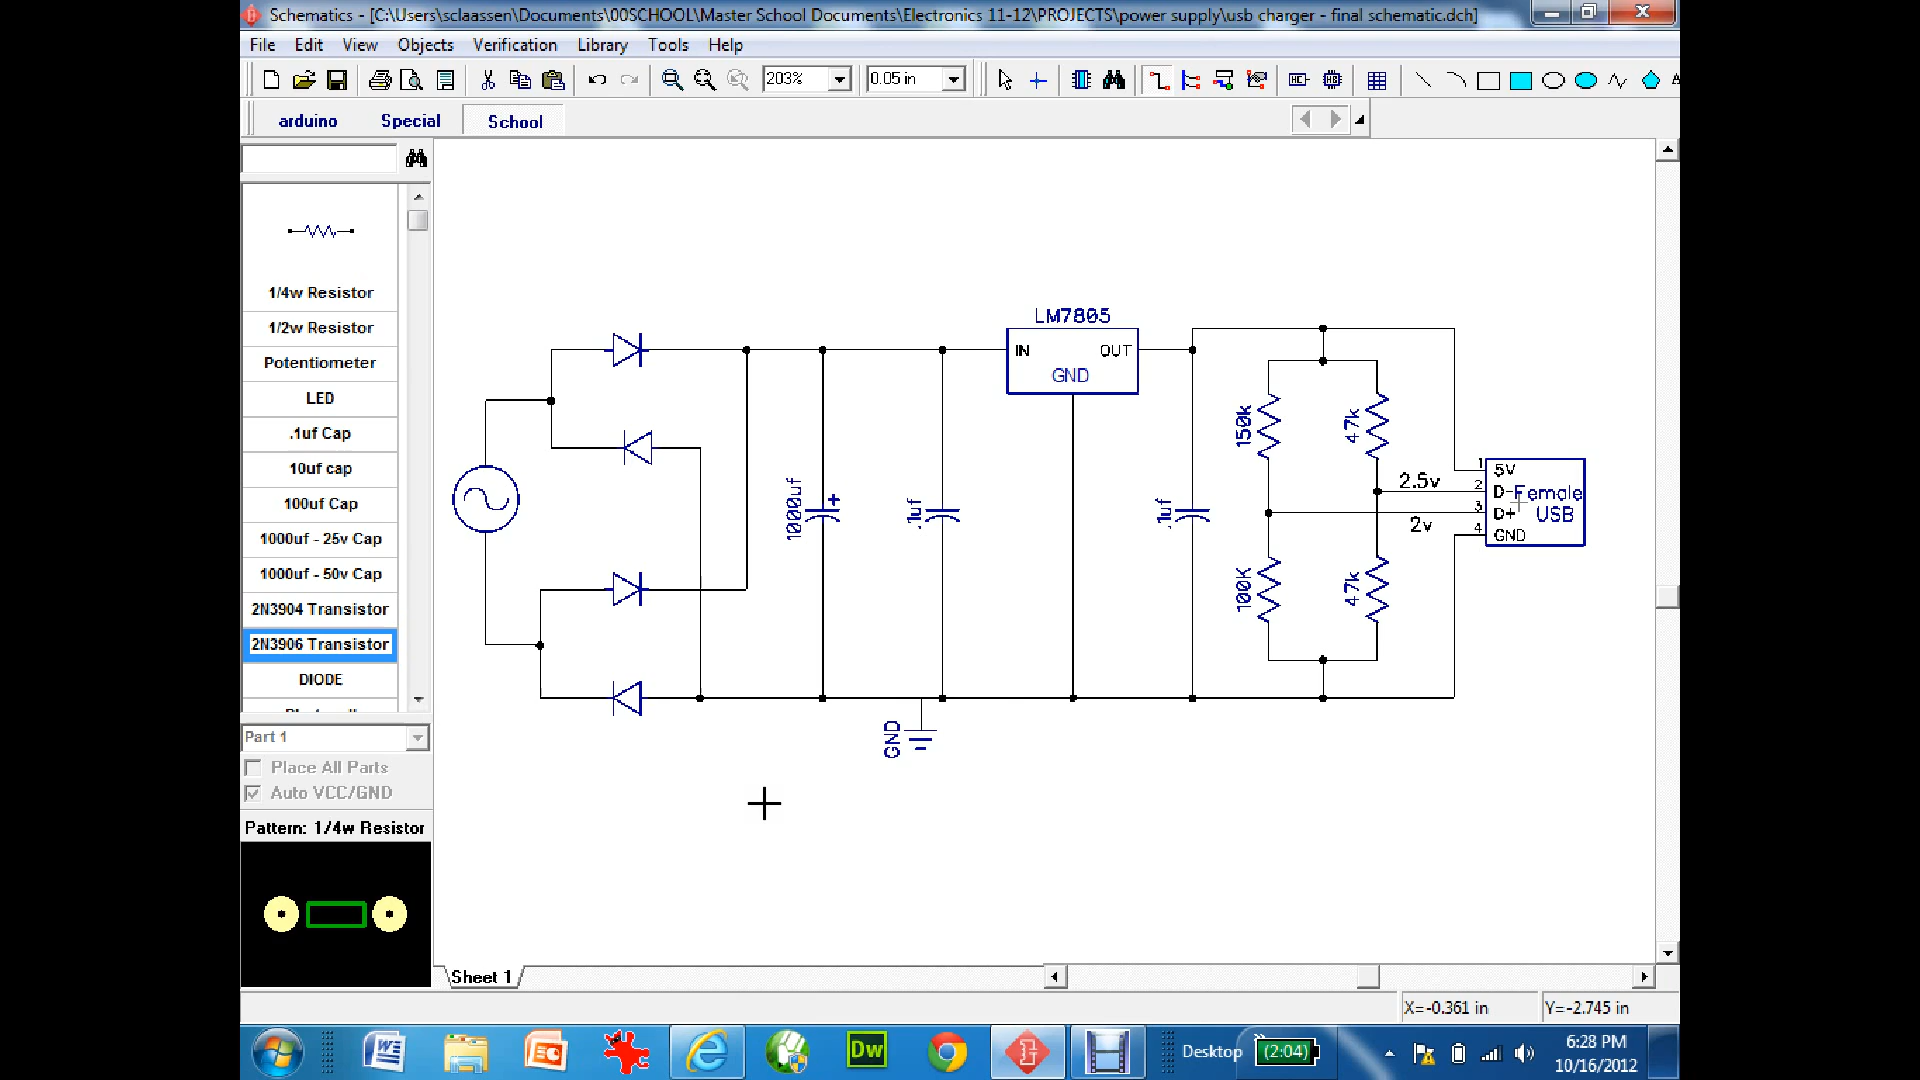 Schematics - [C:\Users\sclaassen\Documents\00SCHOOL\Master School Documents\Electronics 11-12\PROJECTS\power supply\usb charger - final schematic.dch]
File Edit View Objects Verification Library Tools Help
203% 0.05 in
arduino Special School
1/4w Resistor
1/2w Resistor
Potentiometer
LED
.1uf Cap
10uf cap
100uf Cap
1000uf - 25v Cap
1000uf - 50v Cap
2N3904 Transistor
2N3906 Transistor
DIODE
Part 1
Place All Parts
Auto VCC/GND
Pattern: 1/4w Resistor
LM7805
IN OUT
GND
1000uf
+
.1uf
.1uf
150k
47k
100K
47k
2.5v
2v
1 5V
2 D-
3 D+
4 GND
Female
USB
GND
Sheet 1
X=-0.361 in Y=-2.745 in
Dw
Desktop
(2:04)
6:28 PM
10/16/2012